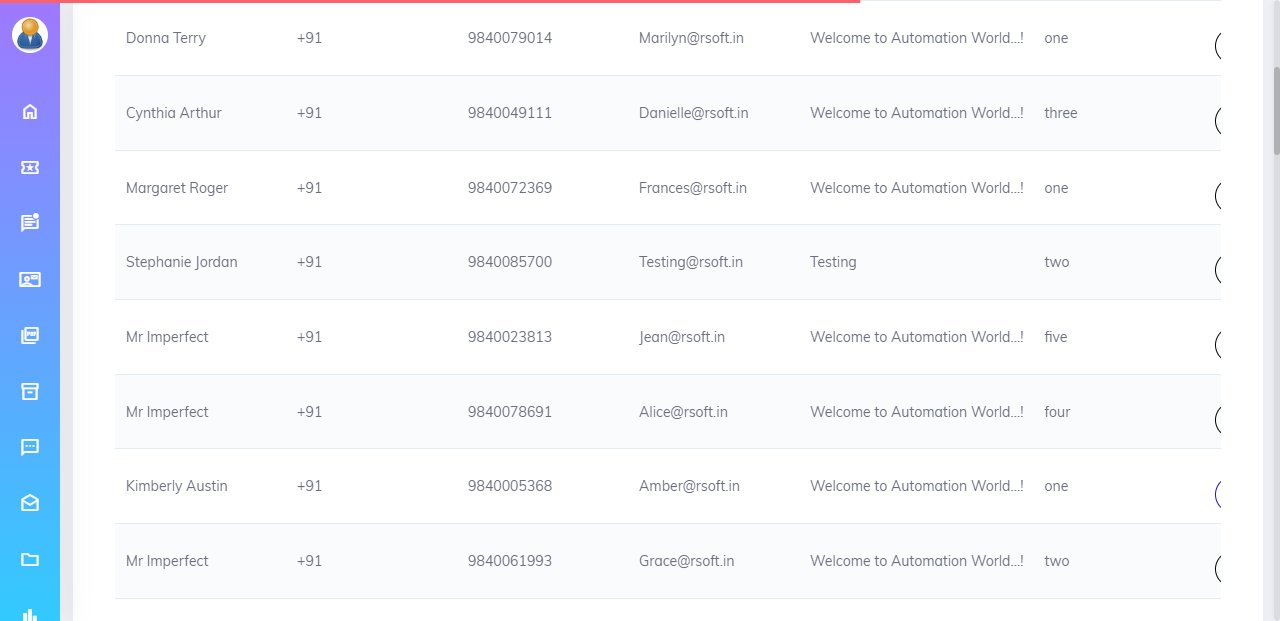 Donna Terry +91 9840079014 Marilyn@rsoft.in Welcome to Automation World...! one
Cynthia Arthur +91 9840049111 Danielle@rsoft.in Welcome to Automation World...! three
Margaret Roger +91 9840072369 Frances@rsoft.in Welcome to Automation World...! one
Stephanie Jordan +91 9840085700 Testing@rsoft.in Testing two
Mr Imperfect +91 9840023813 Jean@rsoft.in Welcome to Automation World...! five
Mr Imperfect +91 9840078691 Alice@rsoft.in Welcome to Automation World...! four
Kimberly Austin +91 9840005368 Amber@rsoft.in Welcome to Automation World...! one
Mr Imperfect +91 9840061993 Grace@rsoft.in Welcome to Automation World...! two